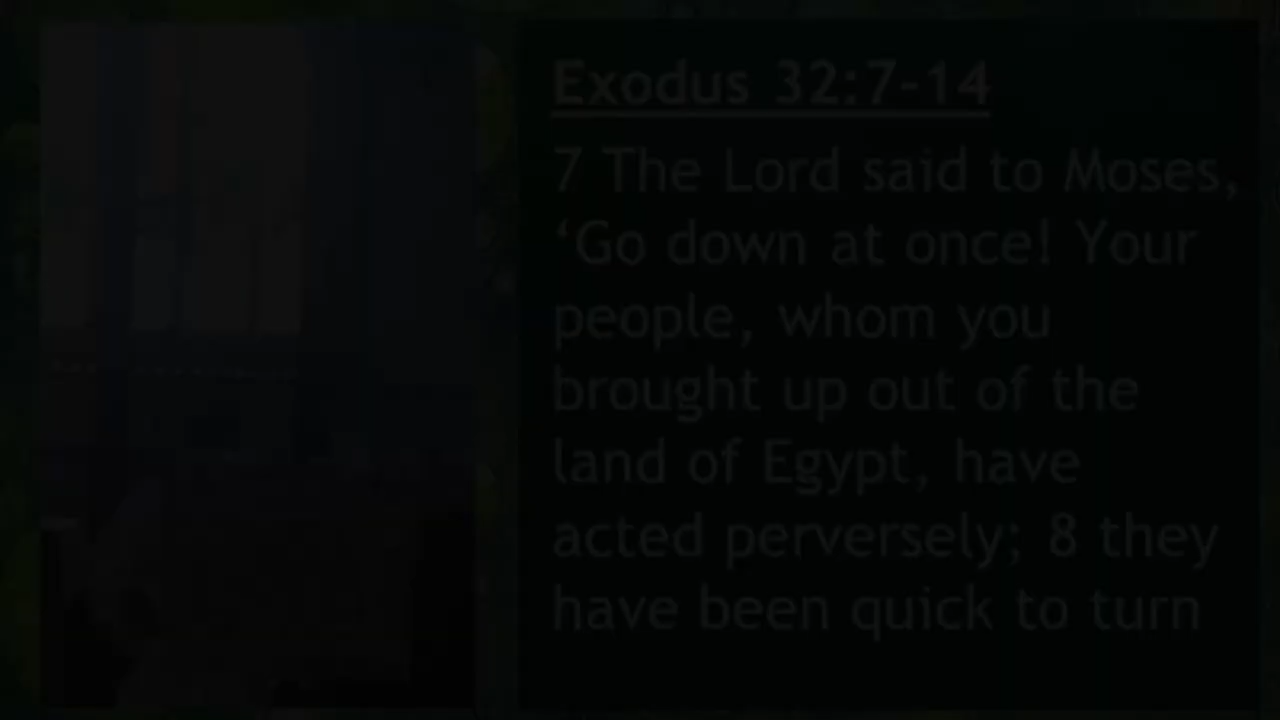 Exodus 32:7-14
7 The Lord said to Moses,
‘Go down at once! Your
people, whom you
brought up out of the
land of Egypt, have
acted perversely; 8 they
have been quick to turn